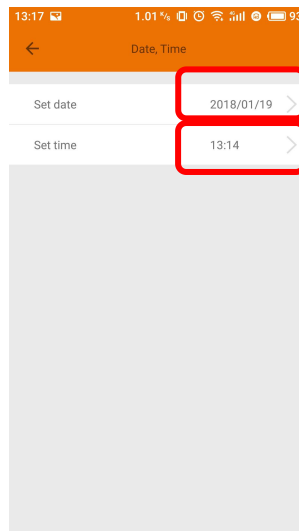 13:17 1.01 K/s 93
Date, Time
Set date 2018/01/19
Set time 13:14